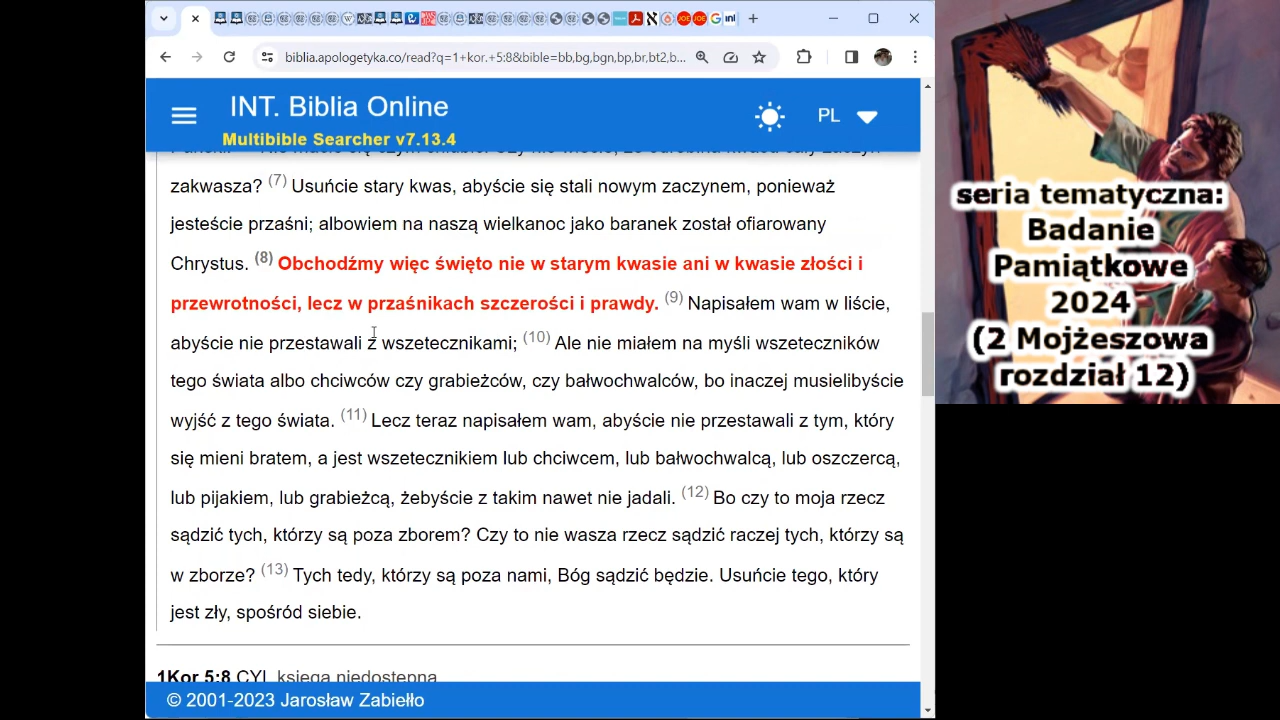 biblia.apologetyka.co/read?q=1+kor.+5:8&bible=bb,bg,bgn,bp,br,bt2,b...
INT. Biblia Online
Multibible Searcher v7.13.4
PL
zakwasza? (7) Usuńcie stary kwas, abyście się stali nowym zaczynem, ponieważ
jesteście przaśni; albowiem na naszą wielkanoc jako baranek został ofiarowany
Chrystus. (8) Obchodźmy więc święto nie w starym kwasie ani w kwasie złości i
przewrotności, lecz w przaśnikach szczerości i prawdy. (9) Napisałem wam w liście,
abyście nie przestawali z wszetecznikami; (10) Ale nie miałem na myśli wszeteczników
tego świata albo chciwców czy grabieżców, czy bałwochwalców, bo inaczej musielibyście
wyjść z tego świata. (11) Lecz teraz napisałem wam, abyście nie przestawali z tym, który
się mieni bratem, a jest wszetecznikiem lub chciwcem, lub bałwochwalcą, lub oszczercą,
lub pijakiem, lub grabieżcą, żebyście z takim nawet nie jadali. (12) Bo czy to moja rzecz
sądzić tych, którzy są poza zborem? Czy to nie wasza rzecz sądzić raczej tych, którzy są
w zborze? (13) Tych tedy, którzy są poza nami, Bóg sądzić będzie. Usuńcie tego, który
jest zły, spośród siebie.
1Kor 5:8 CYL księga niedostępna
© 2001-2023 Jarosław Zabiełło
seria tematyczna:
Badanie
Pamiątkowe
2024
(2 Mojżeszowa
rozdział 12)